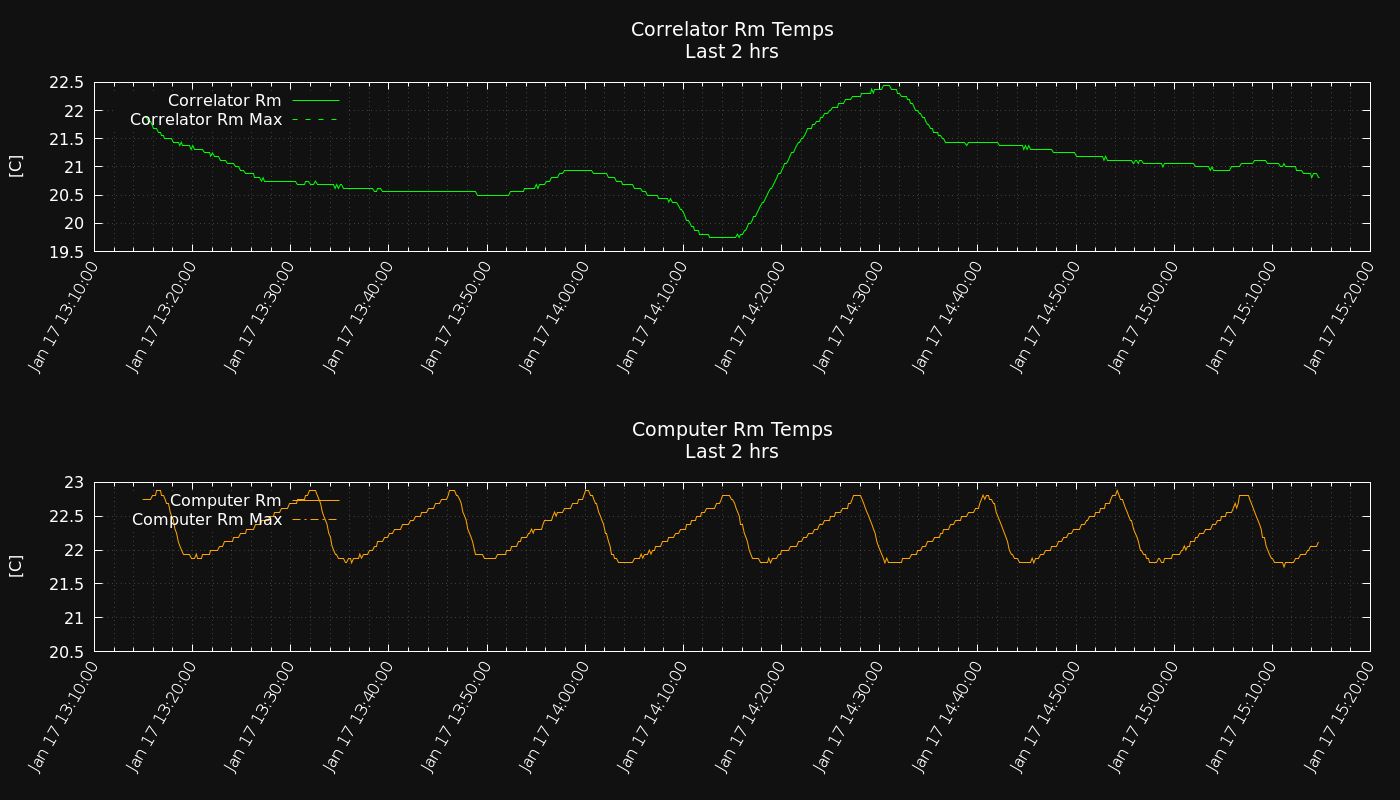 Correlator Rm Temps
Last 2 hrs
[C]
22.5
22
21.5
21
20.5
20
19.5
Correlator Rm
Correlator Rm Max
Jan 17 13:10:00
Jan 17 13:20:00
Jan 17 13:30:00
Jan 17 13:40:00
Jan 17 13:50:00
Jan 17 14:00:00
Jan 17 14:10:00
Jan 17 14:20:00
Jan 17 14:30:00
Jan 17 14:40:00
Jan 17 14:50:00
Jan 17 15:00:00
Jan 17 15:10:00
Jan 17 15:20:00
Computer Rm Temps
Last 2 hrs
[C]
23
22.5
22
21.5
21
20.5
Computer Rm
Computer Rm Max
Jan 17 13:10:00
Jan 17 13:20:00
Jan 17 13:30:00
Jan 17 13:40:00
Jan 17 13:50:00
Jan 17 14:00:00
Jan 17 14:10:00
Jan 17 14:20:00
Jan 17 14:30:00
Jan 17 14:40:00
Jan 17 14:50:00
Jan 17 15:00:00
Jan 17 15:10:00
Jan 17 15:20:00